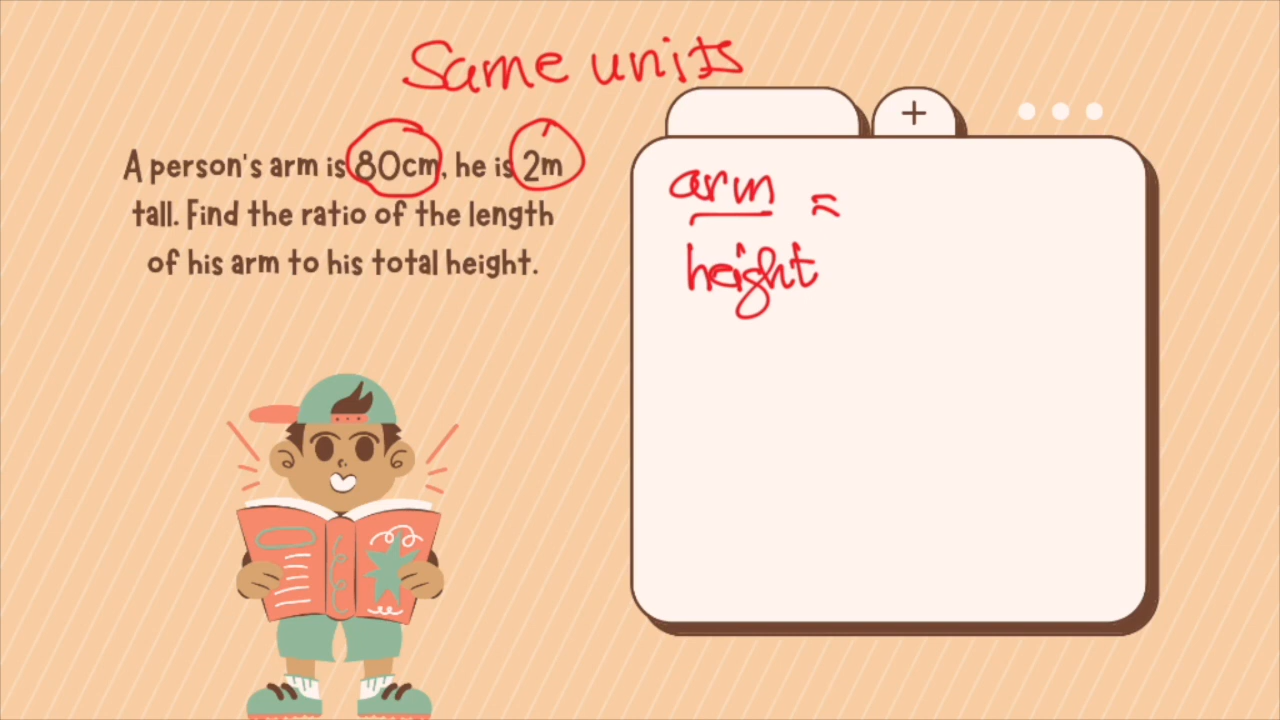 Same units
A person's arm is 80cm, he is 2m
tall. Find the ratio of the length
of his arm to his total height.
+
arm =
height